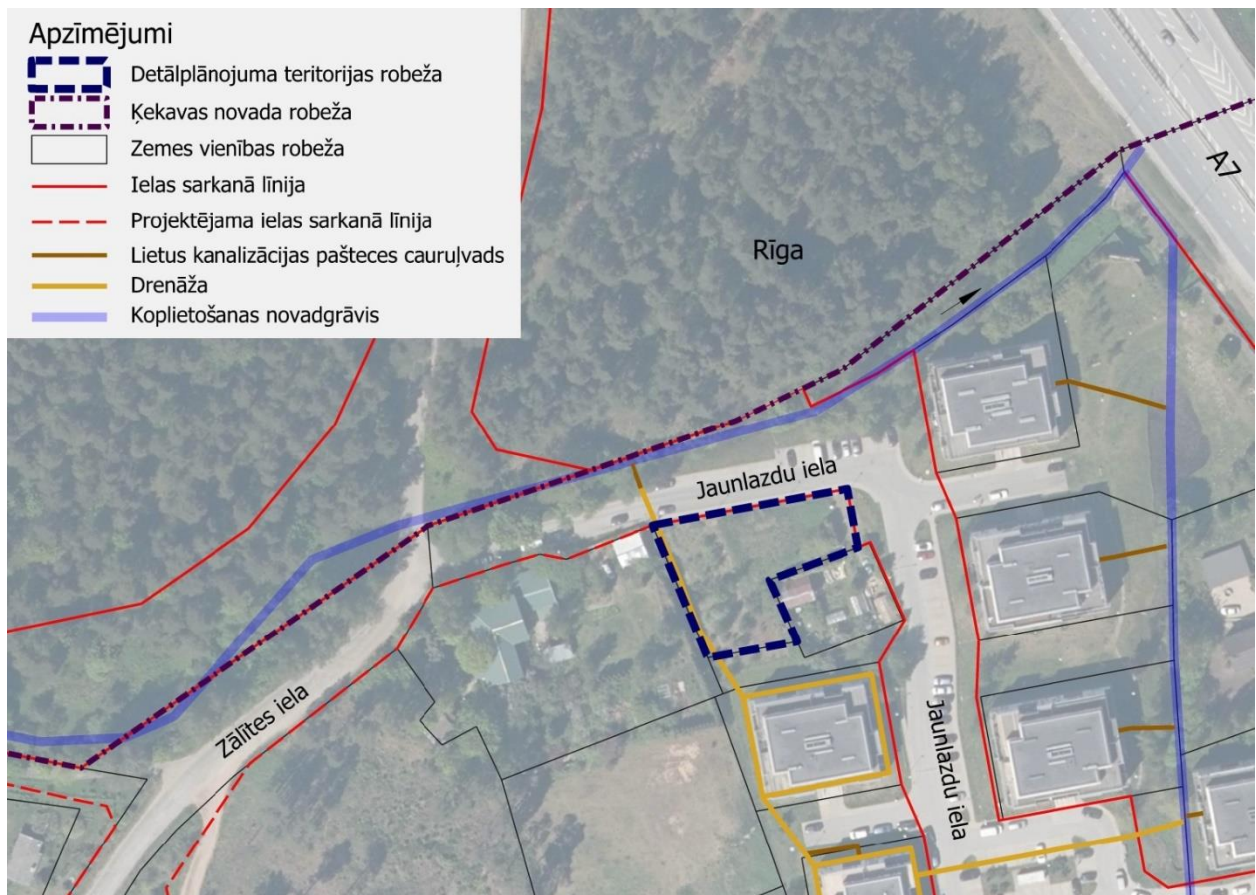 Apzīmējumi
Detālplānojuma teritorijas robeža
Ķekavas novada robeža
Zemes vienības robeža
Ielas sarkanā līnija
Projektējama ielas sarkanā līnija
Lietus kanalizācijas pašteces cauruļvads
Drenāža
Koplietošanas novadgrāvis
A7
Rīga
Jaunlazdu iela
Zālītes iela
Jaunlazdu iela